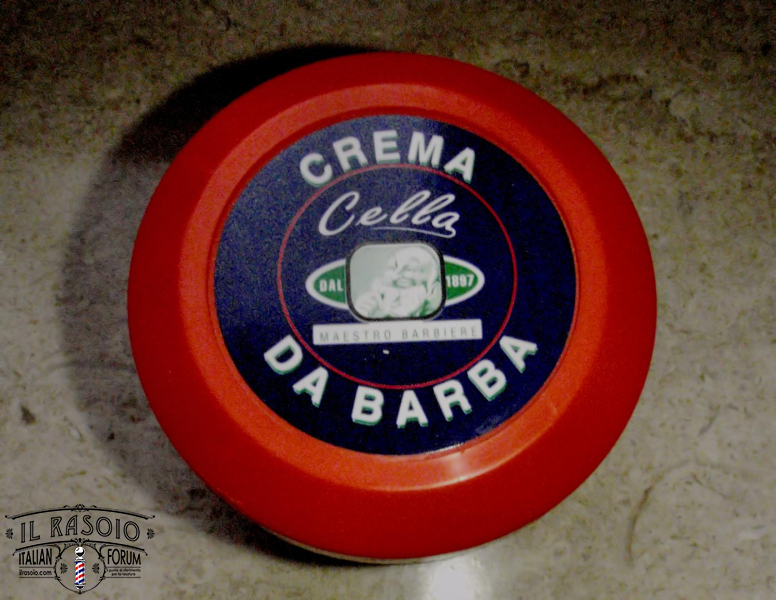 CREMA
Cella
DAL 1897
MAESTRO BARBIERE
DA BARBA
IL RASOIO
ITALIAN FORUM
ilrasoio.com